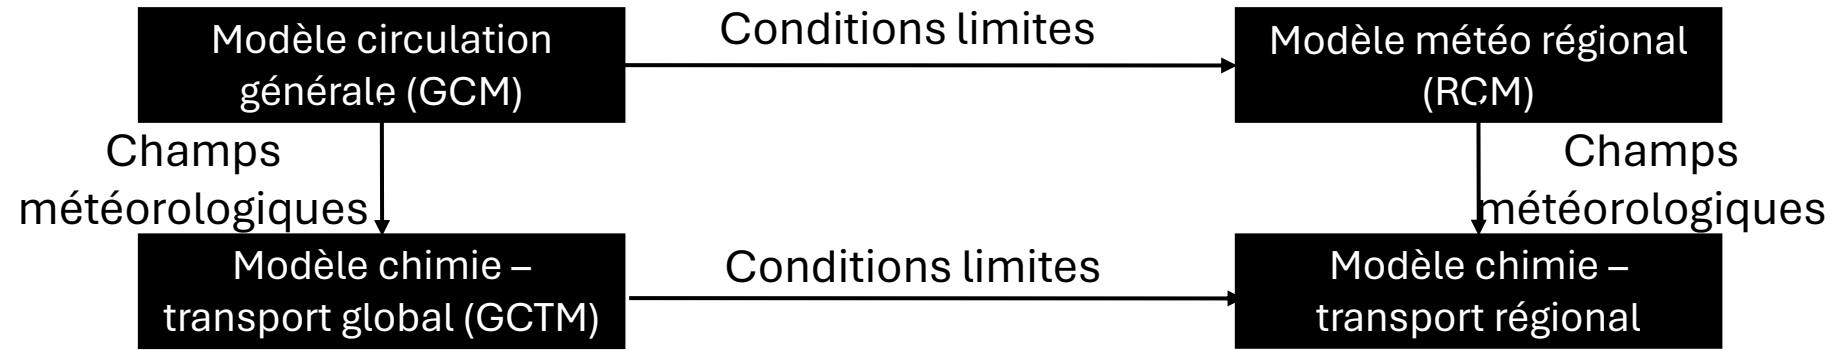 Modèle circulation
générale (GCM)
Conditions limites
Modèle météo régional
(RCM)
Champs
météorologiques
Champs
météorologiques
Modèle chimie –
transport global (GCTM)
Conditions limites
Modèle chimie –
transport régional